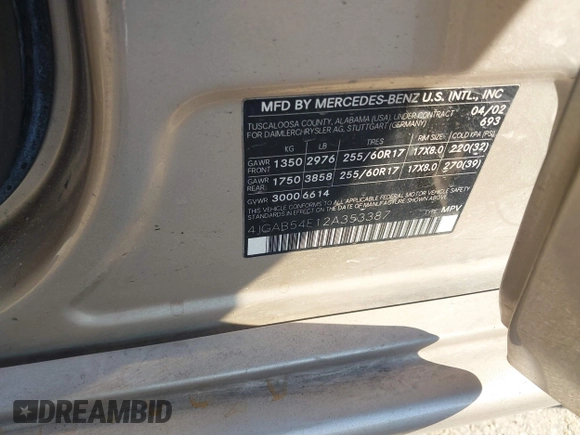 MFD BY MERCEDES-BENZ U.S. INTL., INC
TUSCALOOSA COUNTY, ALABAMA (USA), UNDER CONTRACT 04/02
FOR DAIMLERCHRYSLER AG, STUTTGART (GERMANY) 693
KG LB TIRES RIM SIZE COLD KPA (PSI)
GAWR FRONT 1350 2976 255/60R17 17X8.0 220(32)
GAWR REAR: 1750 3858 255/60R17 17X8.0 270(39)
GVWR 3000 6614
THIS VEHICLE CONFORMS TO ALL APPLICABLE FEDERAL MOTOR VEHICLE SAFETY
STANDARDS IN EFFECT ON THE DATE OF MANUFACTURE SHOWN ABOVE.
4JGAB54E12A353387 TYPE: MPV
DREAMBID